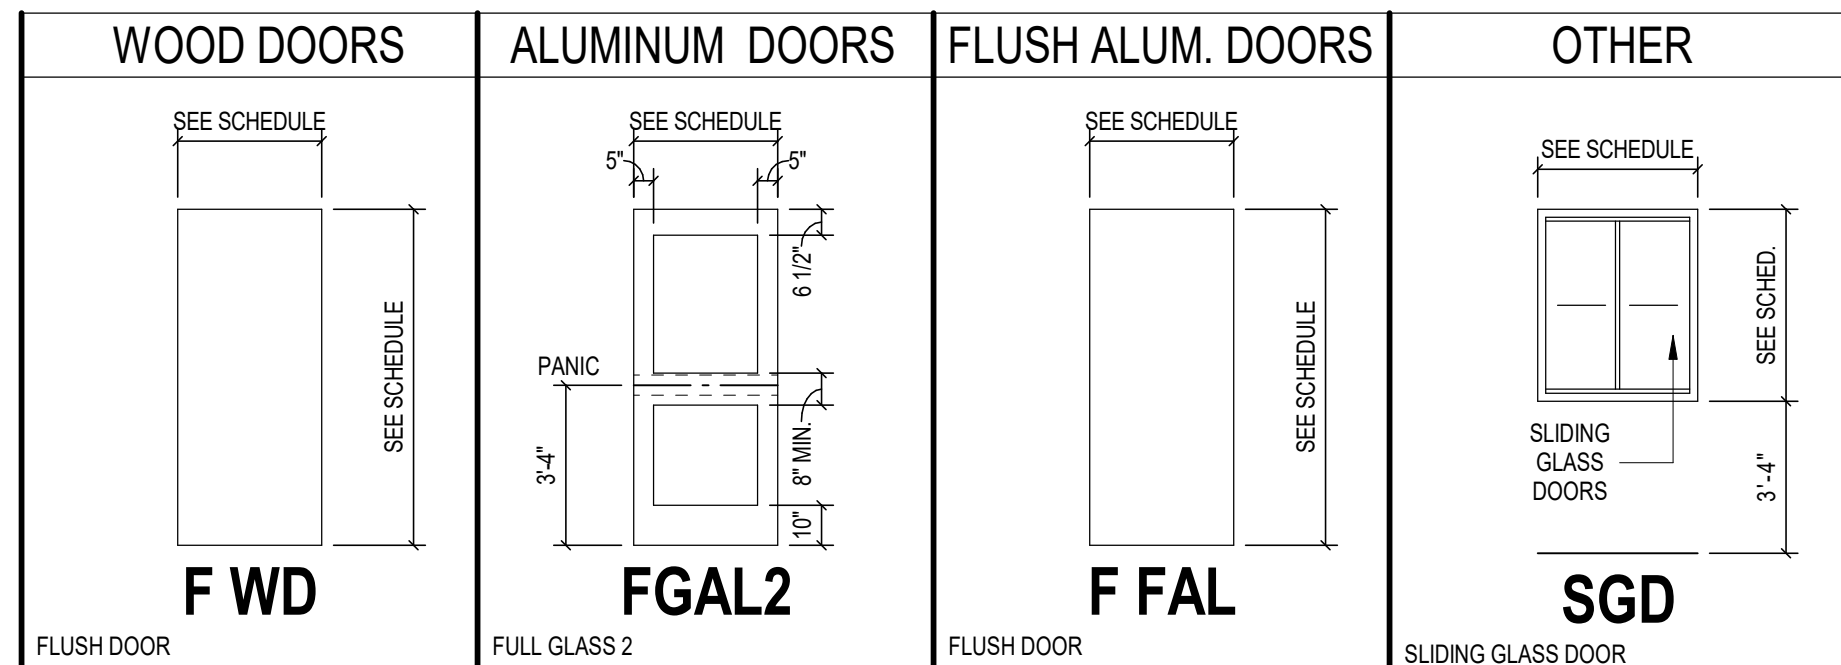 WOOD DOORS
ALUMINUM DOORS
FLUSH ALUM. DOORS
OTHER
SEE SCHEDULE
SEE SCHEDULE
F WD
FLUSH DOOR
SEE SCHEDULE
5"
5"
6 1/2"
PANIC
3'-4"
8" MIN.
10"
FGAL2
FULL GLASS 2
SEE SCHEDULE
SEE SCHEDULE
F FAL
FLUSH DOOR
SEE SCHEDULE
SEE SCHED.
SLIDING
GLASS
DOORS
3'-4"
SGD
SLIDING GLASS DOOR